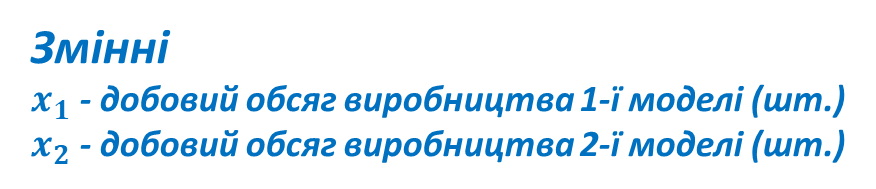 Змінні
x₁ - добовий обсяг виробництва 1-ї моделі (шт.)
x₂ - добовий обсяг виробництва 2-ї моделі (шт.)